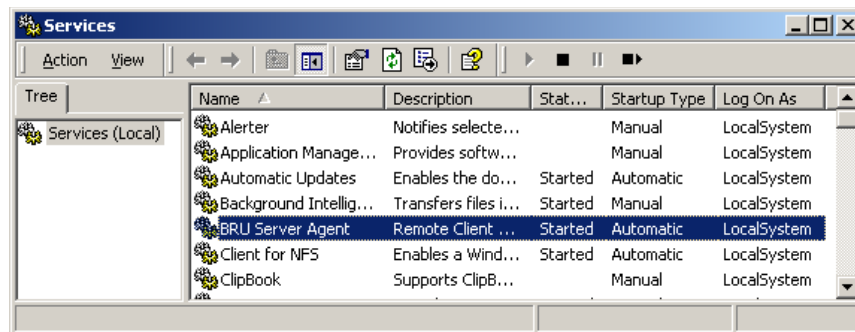 Services
Action View
Tree
Name Description Stat... Startup Type Log On As
Services (Local)
Alerter Notifies selecte... Manual LocalSystem
Application Manage... Provides softw... Manual LocalSystem
Automatic Updates Enables the do... Started Automatic LocalSystem
Background Intellig... Transfers files i... Started Manual LocalSystem
BRU Server Agent Remote Client ... Started Automatic LocalSystem
Client for NFS Enables a Wind... Started Automatic LocalSystem
ClipBook Supports ClipB... Manual LocalSystem